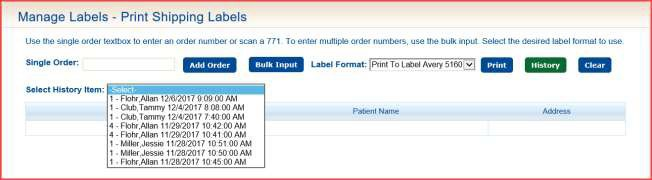 Manage Labels - Print Shipping Labels
Use the single order textbox to enter an order number or scan a 771. To enter multiple order numbers, use the bulk input. Select the desired label format to use
Single Order: Add Order Bulk Input Label Format: Print To Label Avery 5160 Print History Clear
Select History Item: -Select-
1 - Flohr,Allan 12/6/2017 9:09:00 AM
Patient Name Address
1 - Club,Tammy 12/4/2017 8:08:00 AM
1 - Club,Tammy 12/4/2017 7:40:00 AM
4 - Flohr,Allan 11/29/2017 10:42:00 AM
4 - Flohr,Allan 11/29/2017 10:41:00 AM
1 - Miller,Jessie 11/28/2017 10:51:00 AM
1 - Miller,Jessie 11/28/2017 10:50:00 AM
1 - Flohr,Allan 11/28/2017 10:45:00 AM